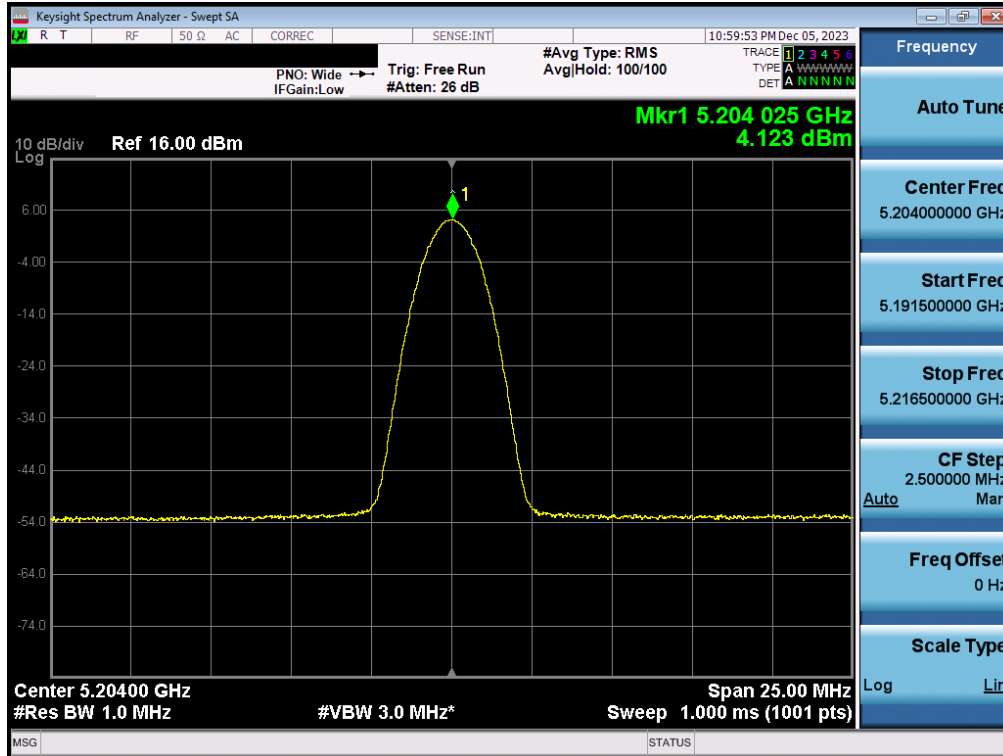 Keysight Spectrum Analyzer - Swept SA
LXI R T RF 50 Ω AC CORREC SENSE:INT 10:59:53 PM Dec 05, 2023
PNO: Wide
IFGain:Low
Trig: Free Run
#Atten: 26 dB
#Avg Type: RMS
Avg|Hold: 100/100
TRACE 1 2 3 4 5 6
TYPE A WWWWW
DET A N N N N N
Mkr1 5.204 025 GHz
4.123 dBm
10 dB/div Ref 16.00 dBm
Log
1
6.00
-4.00
-14.0
-24.0
-34.0
-44.0
-54.0
-64.0
-74.0
Center 5.20400 GHz Span 25.00 MHz
#Res BW 1.0 MHz #VBW 3.0 MHz* Sweep 1.000 ms (1001 pts)
MSG STATUS
Frequency
Auto Tune
Center Freq
5.204000000 GHz
Start Freq
5.191500000 GHz
Stop Freq
5.216500000 GHz
CF Step
2.500000 MHz
Auto Man
Freq Offset
0 Hz
Scale Type
Log Lin